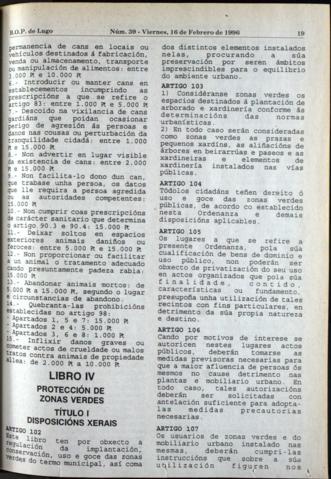 B.O.P. de Lugo
Núm. 39 - Viernes, 16 de Febrero de 1996
19
permanencia de cans en locais ou
vehículos destinados á fabricación,
venda ou almacenamento, transporte
ou manipulación de alimentos: entre
3.000 Pt e 10.000 Pt
Introducir ou manter cans en
establecementos incumprindo as
prescripcións a que se refire o
artigo 83: entre 1.000 Pt e 5.000 Pt
Descoido na vixilancia de cans
gardiáns que poidan ocasionar
perigo de agresión ás persoas e
danos nas cousas ou perturbación da
tranquilidade cidadá: entre 1.000
Pt e 15.000 Pt
8.- Non advertir en lugar visible
da existencia de cans: entre 2.000
Pt e 15.000 Pt
9.- Non facilita-lo dono dun can,
que trabase unha persoa, os datos
que lle requira a persoa agredida
ou as autoridades competentes:
15.000 Pt
10.- Non cumprir coas prescripcións
de carácter sanitario que determina
o artigo 90.3 e 90.4: 15.000 Pt
11.- Deixar soltos en espacios
exteriores animais daniños ou
feroces: entre 5.000 Pt e 15.000 Pt
12.- Non proporcionar ou facilitar
a un animal o tratamento adecuado
cando presuntamente padeza rabia:
15.000 Pt
13.- Abandonar animais mortos: de
5.000 Pt a 15.000 Pt, segundo o lugar
e circunstancias de abandono.
14.- Quebranta-las prohibicións
establecidas no artigo 98:
Apartados 1, 5 e 7: 15.000 Pt
Apartados 2 e 4: 5.000 Pt
Apartados 3, 6 e 8: 1.000 Pt
Inflixir danos graves ou
cometer actos de crueldade ou malos
tratos contra animais de propiedade
allea: de 2.000 Pt a 10.000 Pt
LIBRO IV
PROTECCIÓN DE
ZONAS VERDES
TÍTULO I
DISPOSICIÓNS XERAIS
ARTIGO 102
Este libro ten por obxecto a
regulación da implantación,
conservación, uso e goce das zonas
verdes do termo municipal, así como
dos distintos elementos instalados
nelas, procurando a súa
preservación por seren ámbitos
imprescindibles para o equilibrio
do ambiente urbano.
ARTIGO 103
1) Considéranse zonas verdes os
espacios destinados á plantación de
arborado e xardinería conforme ás
determinacións das normas
urbanísticas.
2) En todo caso serán consideradas
como zonas verdes as prazas e
pequenos xardíns, as aliñacións de
árbores en beirarrúas e paseos e as
xardineiras e elementos de
xardinería instalados nas vías
públicas.
ARTIGO 104
Tódolos cidadáns teñen dereito ó
uso e goce das zonas verdes
públicas, de acordo co establecido
nesta Ordenanza e demais
disposicións aplicables.
ARTIGO 105
Os lugares a que se refire a
presente Ordenanza, pola súa
cualificación de bens de dominio e
uso público, non poderán ser
obxecto de privatización do seu uso
en actos organizados que pola súa
finalidade, contido,
características ou fundamento,
presupoña unha utilización de tales
recintos con fins particulares, en
detrimento da súa propia natureza
e destino.
ARTIGO 106
Cando por motivos de interese se
autoricen nestes lugares actos
públicos, deberán tomarse as
medidas previsoras necesarias para
que a maior afluencia de persoas ós
mesmos no cause detrimento nas
plantas e mobiliario urbano. En
todo caso, tales autorizacións
deberán ser solicitadas con
antelación suficiente para adopta-
las medidas precautorias
necesarias.
ARTIGO 107
Os usuarios de zonas verdes e do
mobiliario urbano instalado nas
mesmas, deberán cumpri-las
instruccións que sobre a súa
utilización figuren nos